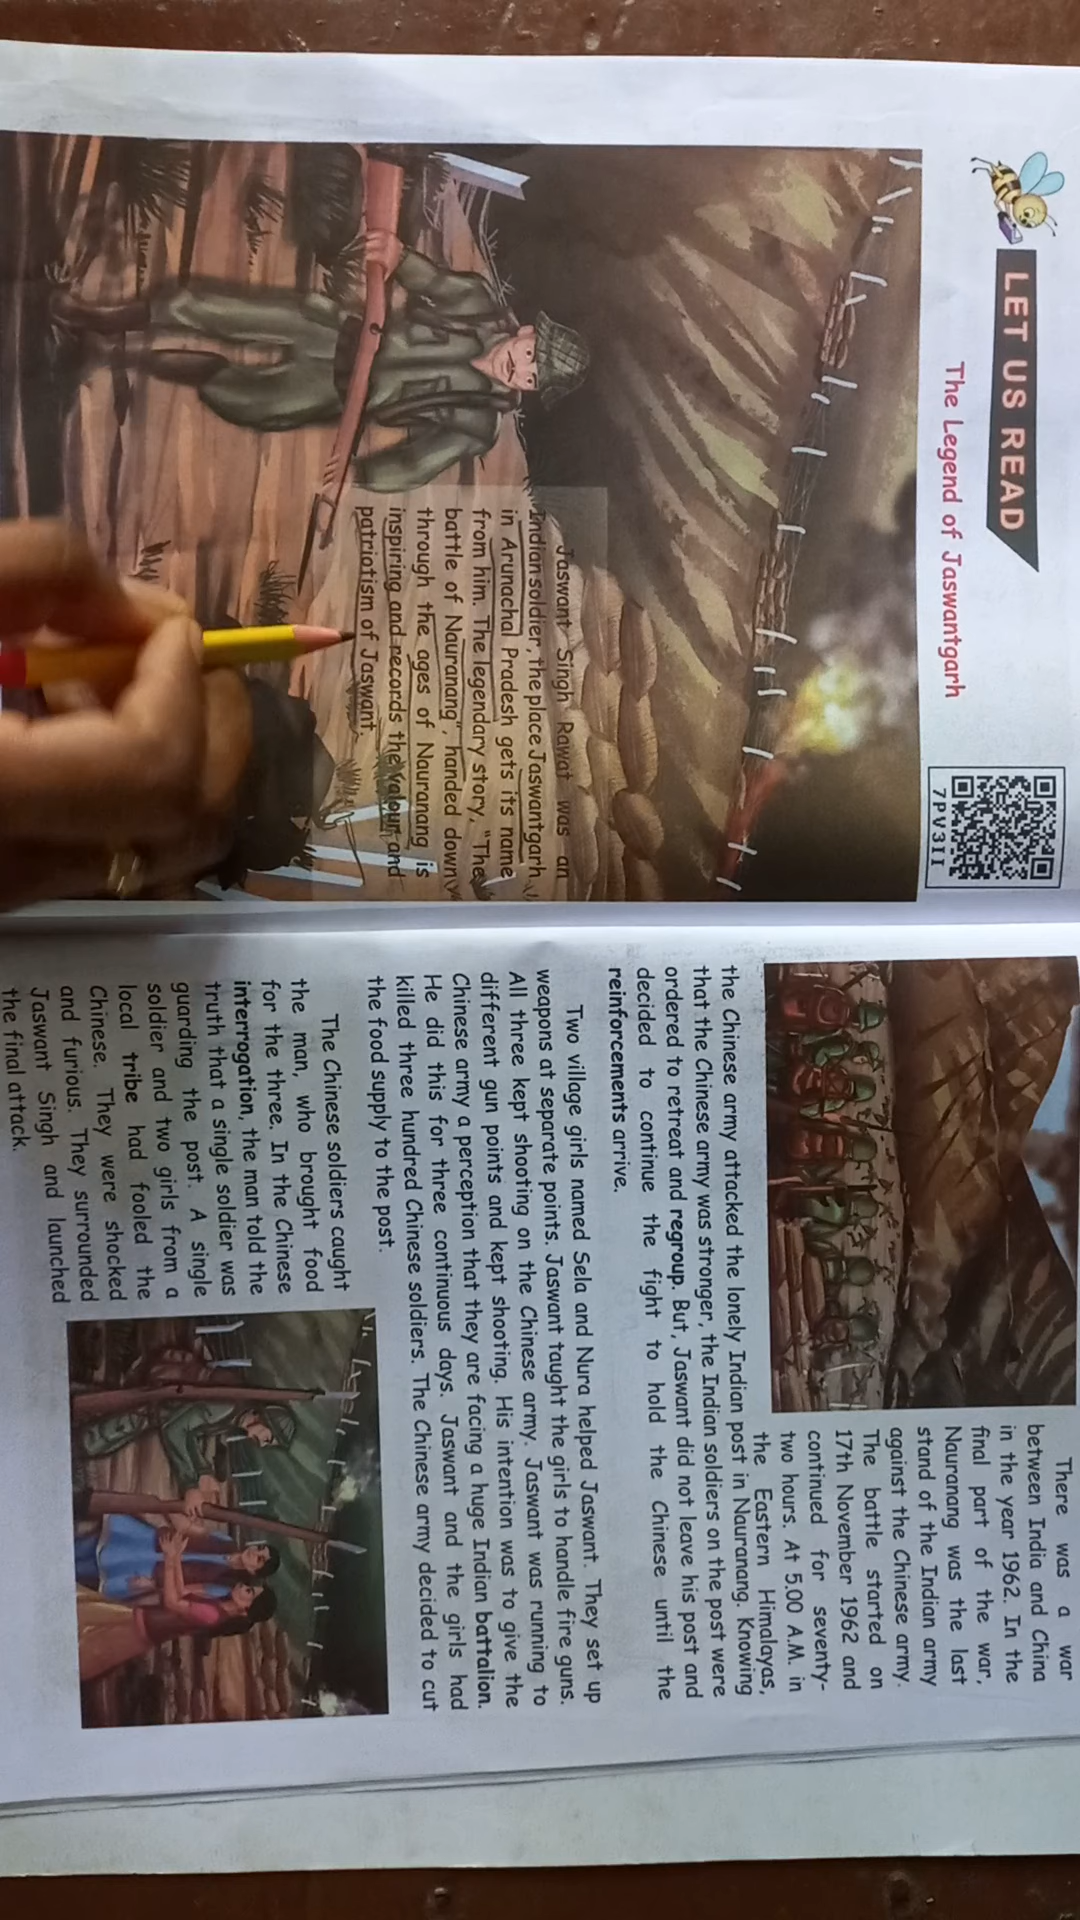 LET US READ
The Legend of Jaswantgarh
7PV3II
Jaswant Singh Rawat was an
Indian soldier, the place Jaswantgarh
in Arunachal Pradesh gets its name
from him. The legendary story, "The
battle of Nauranang", handed down
through the ages of Nauranang is
inspiring and records the valour and
patriotism of Jaswant.
There was a war
between India and China
in the year 1962. In the
final part of the war,
Nauranang was the last
stand of the Indian army
against the Chinese army.
The battle started on
17th November 1962 and
continued for seventy-
two hours. At 5.00 A.M. in
the Eastern Himalayas,
the Chinese army attacked the lonely Indian post in Nauranang. Knowing
that the Chinese army was stronger, the Indian soldiers on the post were
ordered to retreat and regroup. But, Jaswant did not leave his post and
decided to continue the fight to hold the Chinese until the
reinforcements arrive.
Two village girls named Sela and Nura helped Jaswant. They set up
weapons at separate points. Jaswant taught the girls to handle fire guns.
All three kept shooting on the Chinese army. Jaswant was running to
different gun points and kept shooting. His intention was to give the
Chinese army a perception that they are facing a huge Indian battalion.
He did this for three continuous days. Jaswant and the girls had
killed three hundred Chinese soldiers. The Chinese army decided to cut
the food supply to the post.
The Chinese soldiers caught
the man, who brought food
for the three. In the Chinese
interrogation, the man told the
truth that a single soldier was
guarding the post. A single
soldier and two girls from a
local tribe had fooled the
Chinese. They were shocked
and furious. They surrounded
Jaswant Singh and launched
the final attack.